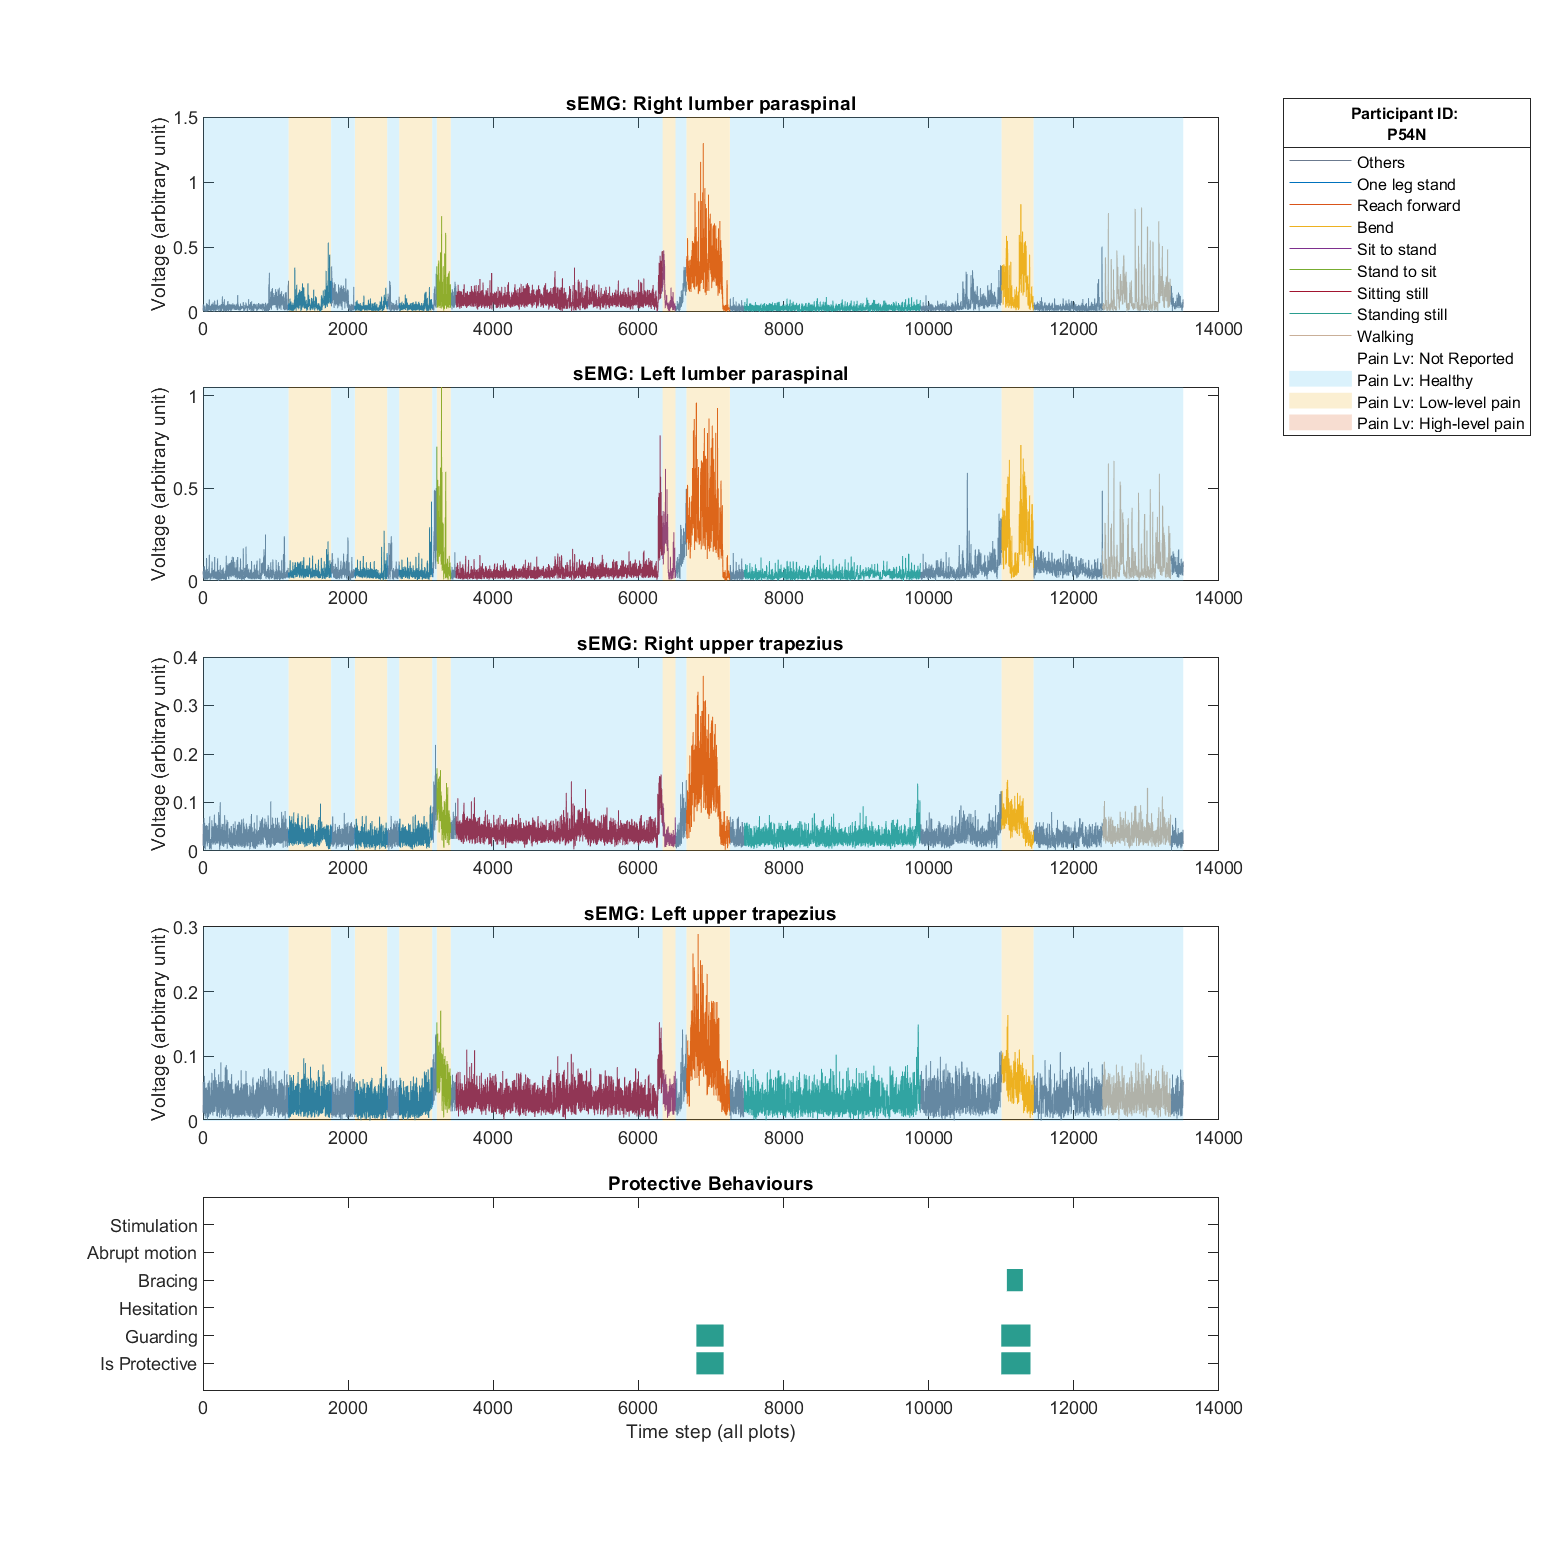 sEMG: Right lumber paraspinal
Voltage (arbitrary unit)
1.5
1
0.5
0
0 2000 4000 6000 8000 10000 12000 14000
sEMG: Left lumber paraspinal
Voltage (arbitrary unit)
1
0.5
0
0 2000 4000 6000 8000 10000 12000 14000
sEMG: Right upper trapezius
Voltage (arbitrary unit)
0.4
0.3
0.2
0.1
0
0 2000 4000 6000 8000 10000 12000 14000
sEMG: Left upper trapezius
Voltage (arbitrary unit)
0.3
0.2
0.1
0
0 2000 4000 6000 8000 10000 12000 14000
Protective Behaviours
Stimulation
Abrupt motion
Bracing
Hesitation
Guarding
Is Protective
0 2000 4000 6000 8000 10000 12000 14000
Time step (all plots)
Participant ID:
P54N
Others
One leg stand
Reach forward
Bend
Sit to stand
Stand to sit
Sitting still
Standing still
Walking
Pain Lv: Not Reported
Pain Lv: Healthy
Pain Lv: Low-level pain
Pain Lv: High-level pain